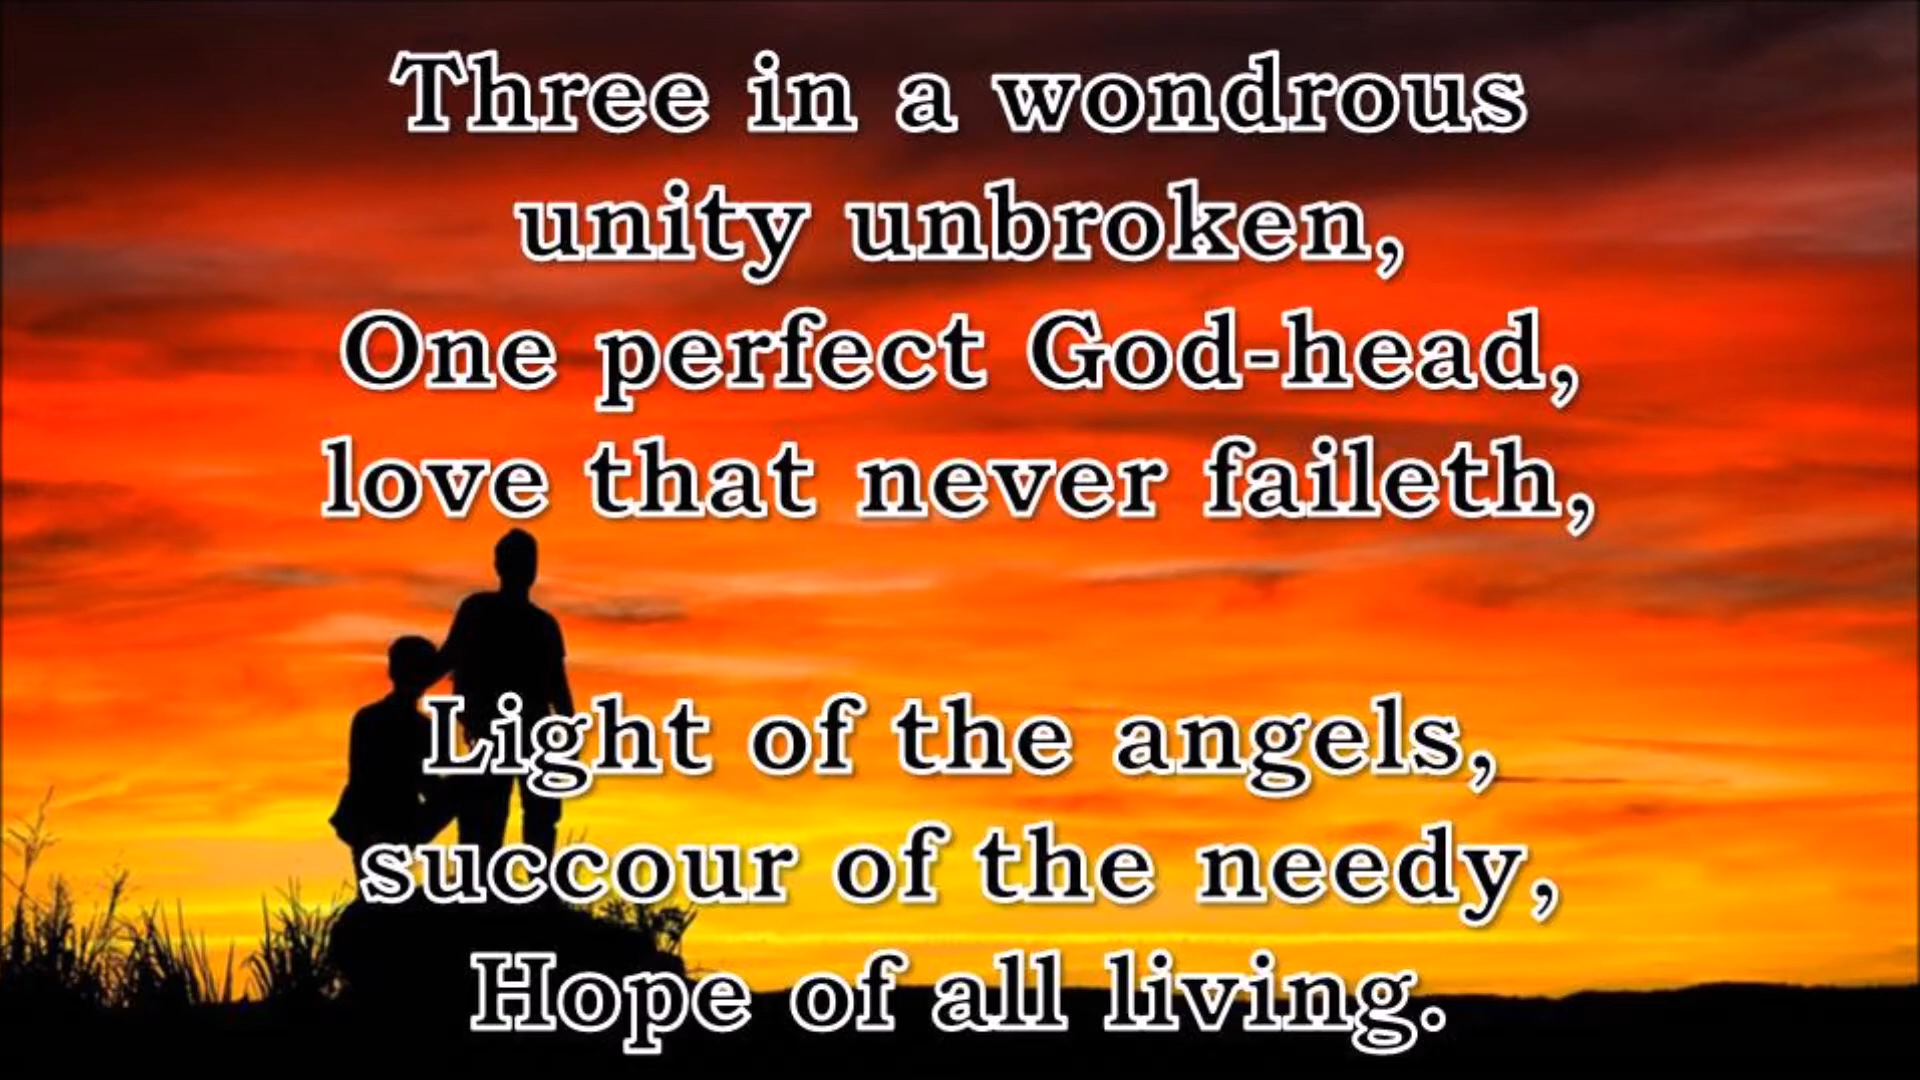 Three in a wondrous
unity unbroken,
One perfect God-head,
love that never faileth,
Light of the angels,
succour of the needy,
Hope of all living.